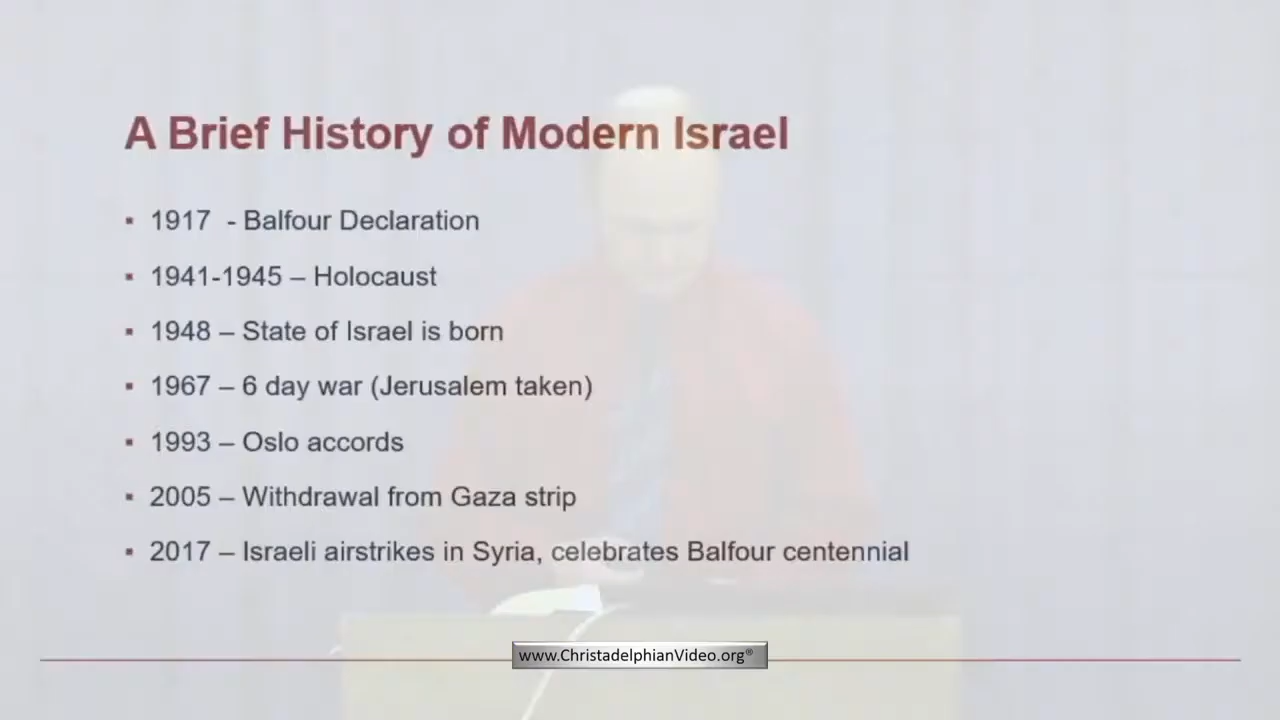 A Brief History of Modern Israel
▪ 1917  - Balfour Declaration
▪ 1941-1945 – Holocaust
▪ 1948 – State of Israel is born
▪ 1967 – 6 day war (Jerusalem taken)
▪ 1993 – Oslo accords
▪ 2005 – Withdrawal from Gaza strip
▪ 2017 – Israeli airstrikes in Syria, celebrates Balfour centennial
www.ChristadelphianVideo.org®